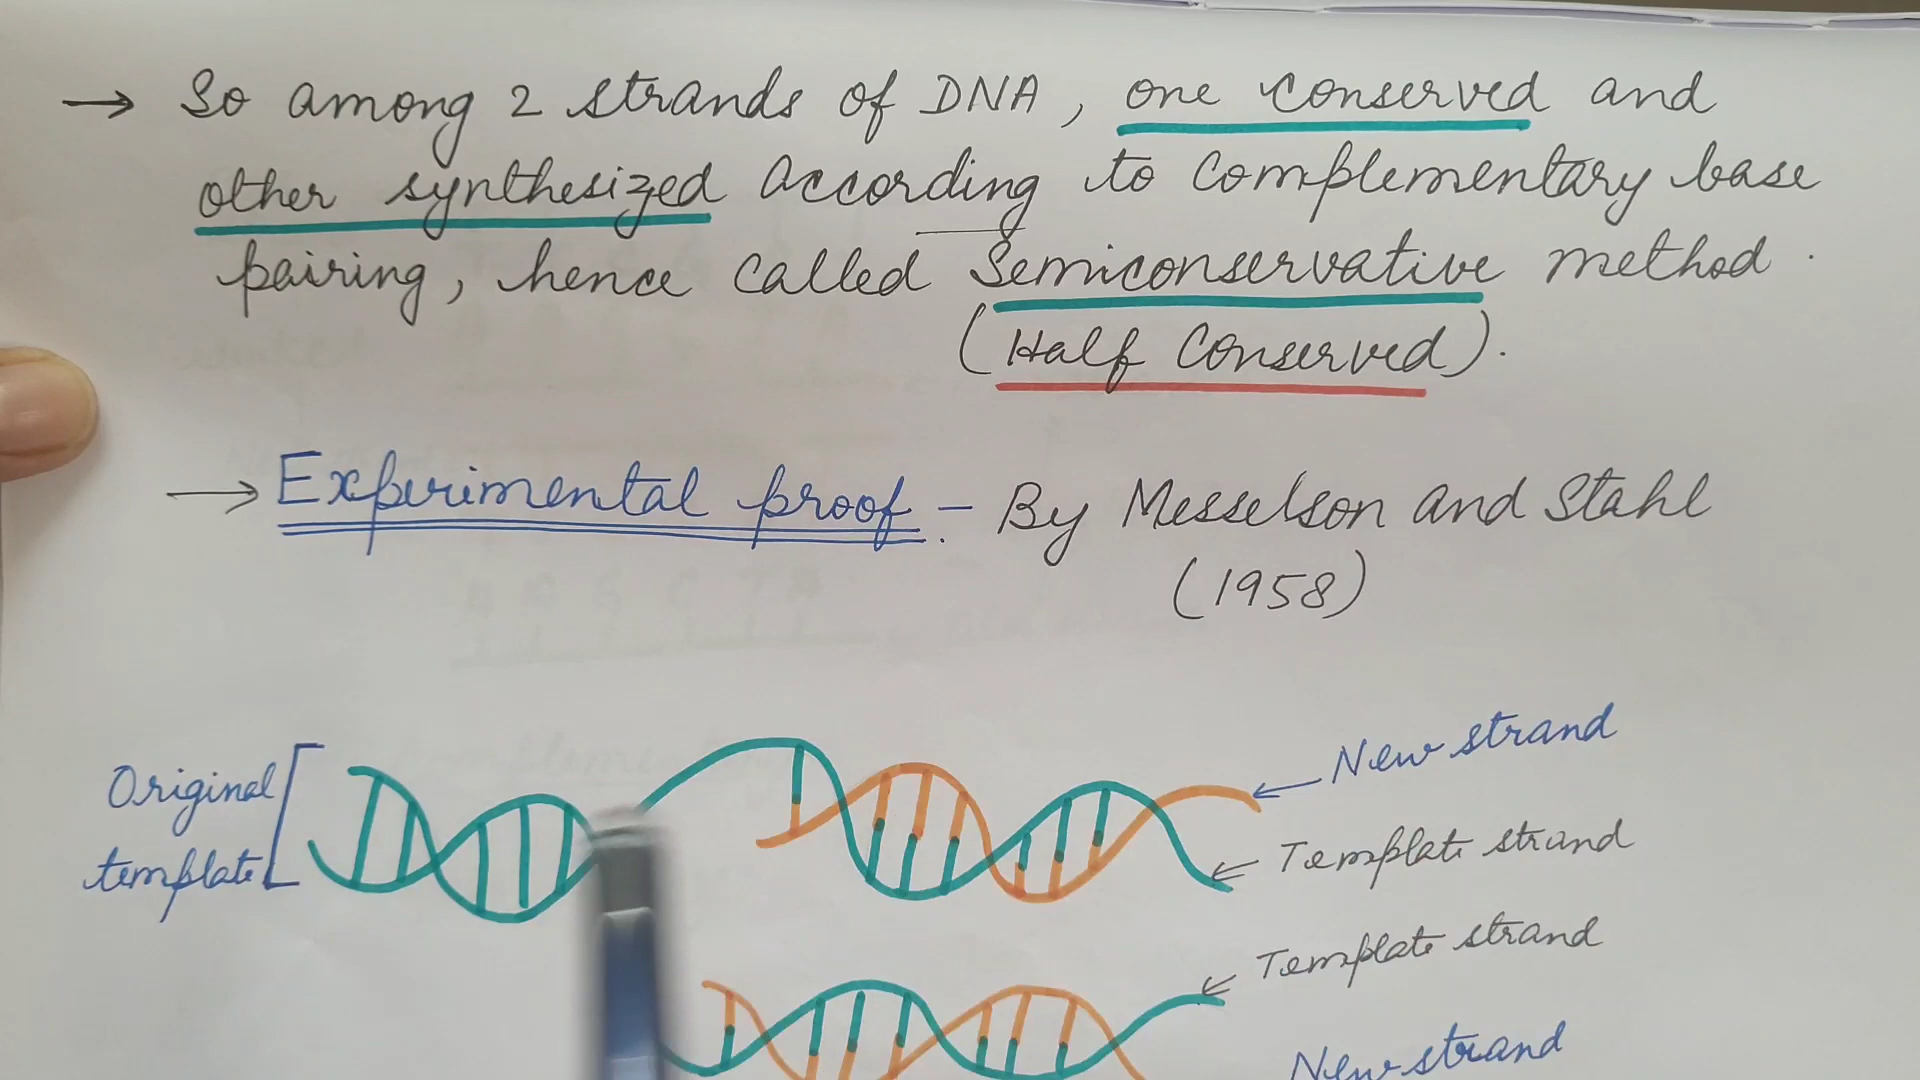 → So among 2 strands of DNA, one conserved and
other synthesized according to complementary base
pairing, hence called Semiconservative method.
(Half Conserved).
→ Experimental proof :- By Messelson and Stahl
(1958)
Original
template
New strand
Template strand
Template strand
New strand